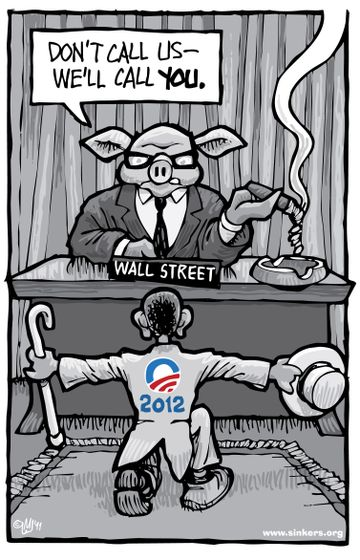 DON'T CALL US—
WE'LL CALL YOU.
WALL STREET
2012
www.sinkers.org